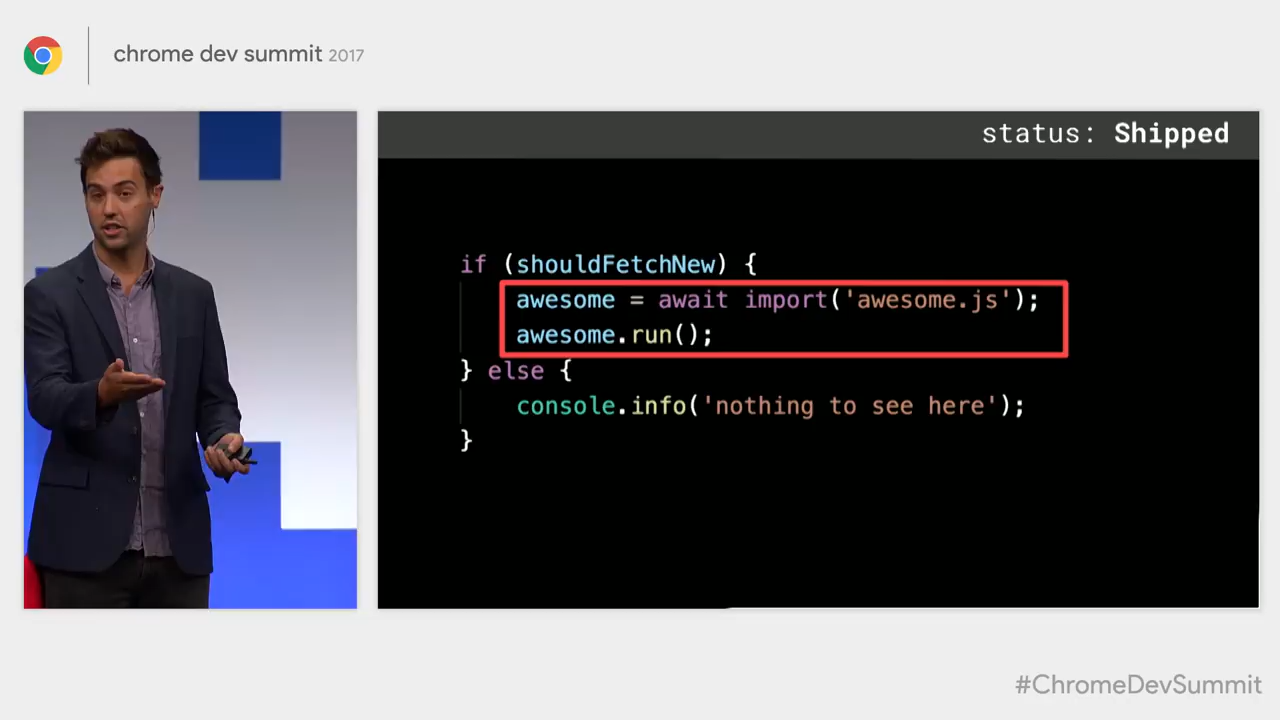 chrome dev summit 2017
status: Shipped
if (shouldFetchNew) {
awesome = await import('awesome.js');
awesome.run();
} else {
console.info('nothing to see here');
}
#ChromeDevSummit